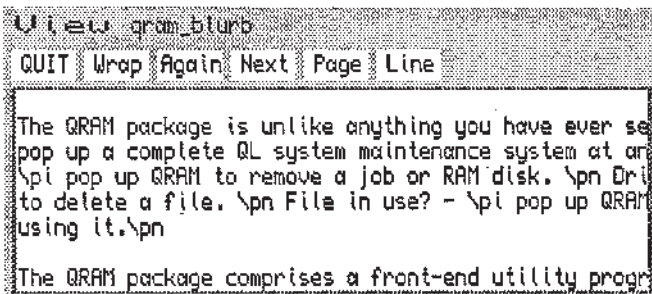 View qram_blurb
QUIT Wrap Again Next Page Line
The QRAM package is unlike anything you have ever se
pop up a complete QL system maintenance system at an
\pi pop up QRAM to remove a job or RAM disk. \pn Dri
to delete a file. \pn File in use? - \pi pop up QRAM
using it.\pn
The QRAM package comprises a front-end utility progr